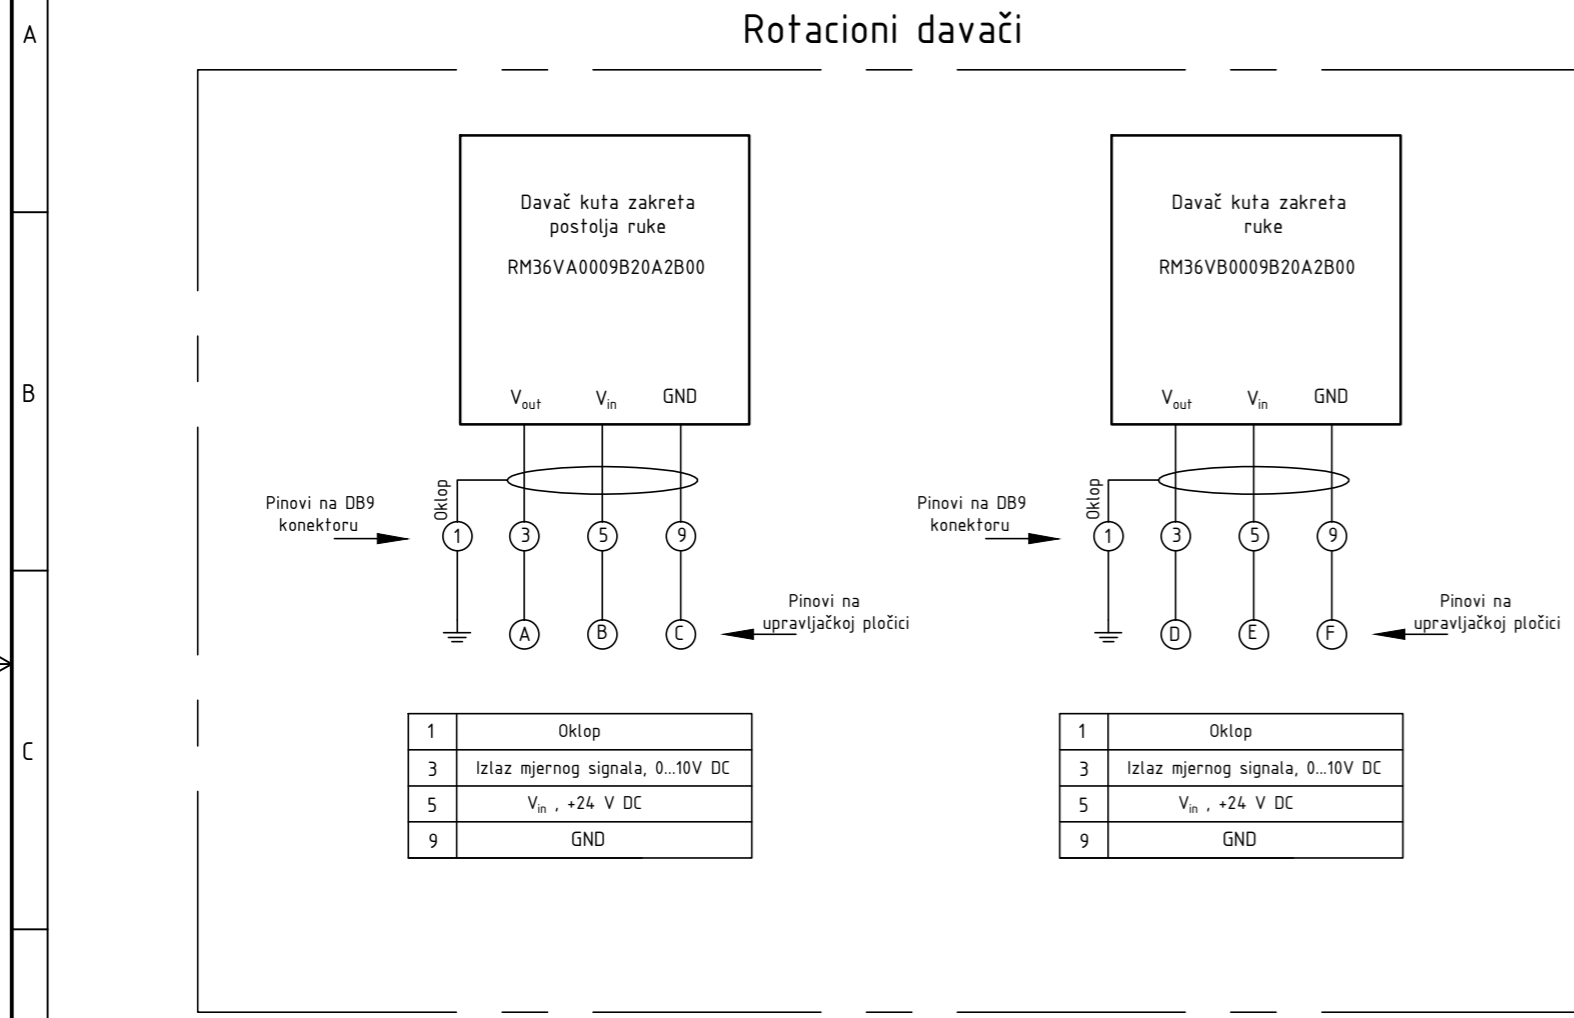 Rotacioni davači
A
B
C
Davač kuta zakreta
postolja ruke
RM36VA0009B20A2B00
Vout Vin GND
Oklop
Pinovi na DB9
konektoru
1 3 5 9
A B C
Pinovi na
upravljačkoj pločici
1 Oklop
3 Izlaz mjernog signala, 0...10V DC
5 Vin , +24 V DC
9 GND
Davač kuta zakreta
ruke
RM36VB0009B20A2B00
Vout Vin GND
Oklop
Pinovi na DB9
konektoru
1 3 5 9
D E F
Pinovi na
upravljačkoj pločici
1 Oklop
3 Izlaz mjernog signala, 0...10V DC
5 Vin , +24 V DC
9 GND